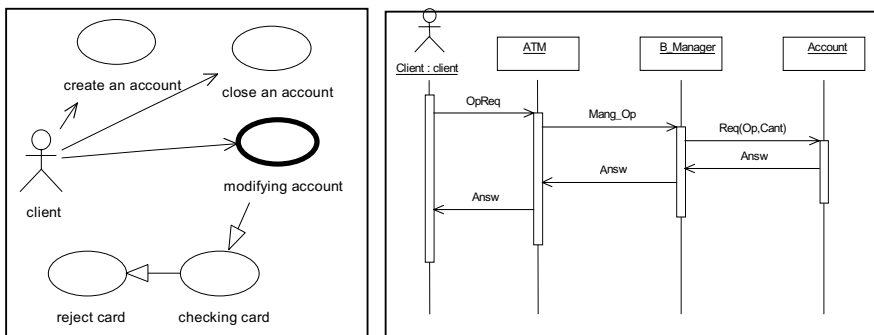 create an account
close an account
client
modifying account
reject card
checking card
Client : client
ATM
B_Manager
Account
OpReq
Mang_Op
Req(Op,Cant)
Answ
Answ
Answ